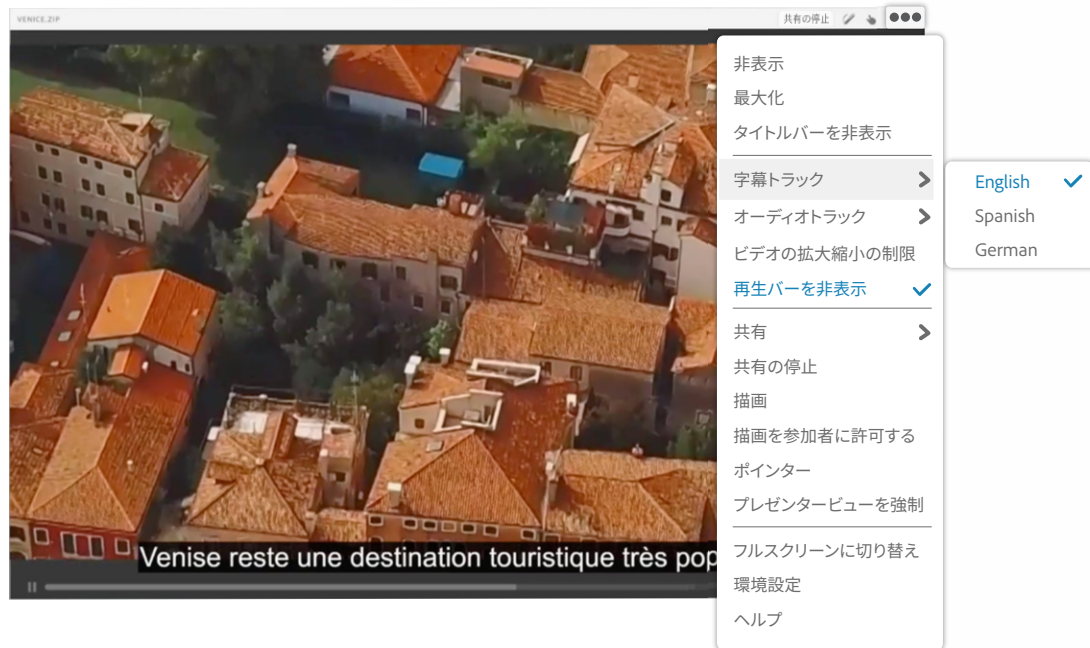 VENICE.ZIP
共有の停止
非表示
最大化
タイトルバーを非表示
字幕トラック
English
Spanish
German
オーディオトラック
ビデオの拡大縮小の制限
再生バーを非表示
共有
共有の停止
描画
描画を参加者に許可する
ポインター
プレゼンタービューを強制
フルスクリーンに切り替え
環境設定
ヘルプ
Venise reste une destination touristique très pop